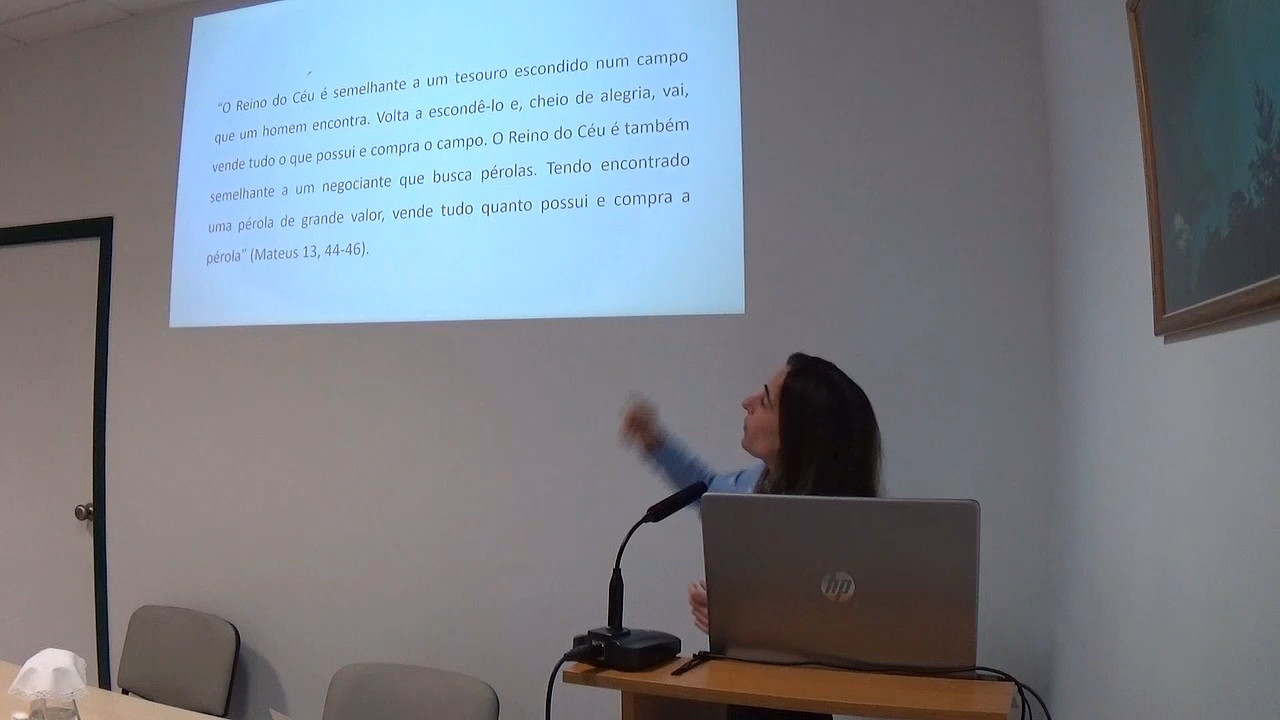 “O Reino do Céu é semelhante a um tesouro escondido num campo
que um homem encontra. Volta a escondê-lo e, cheio de alegria, vai,
vende tudo o que possui e compra o campo. O Reino do Céu é também
semelhante a um negociante que busca pérolas. Tendo encontrado
uma pérola de grande valor, vende tudo quanto possui e compra a
pérola” (Mateus 13, 44-46).
hp